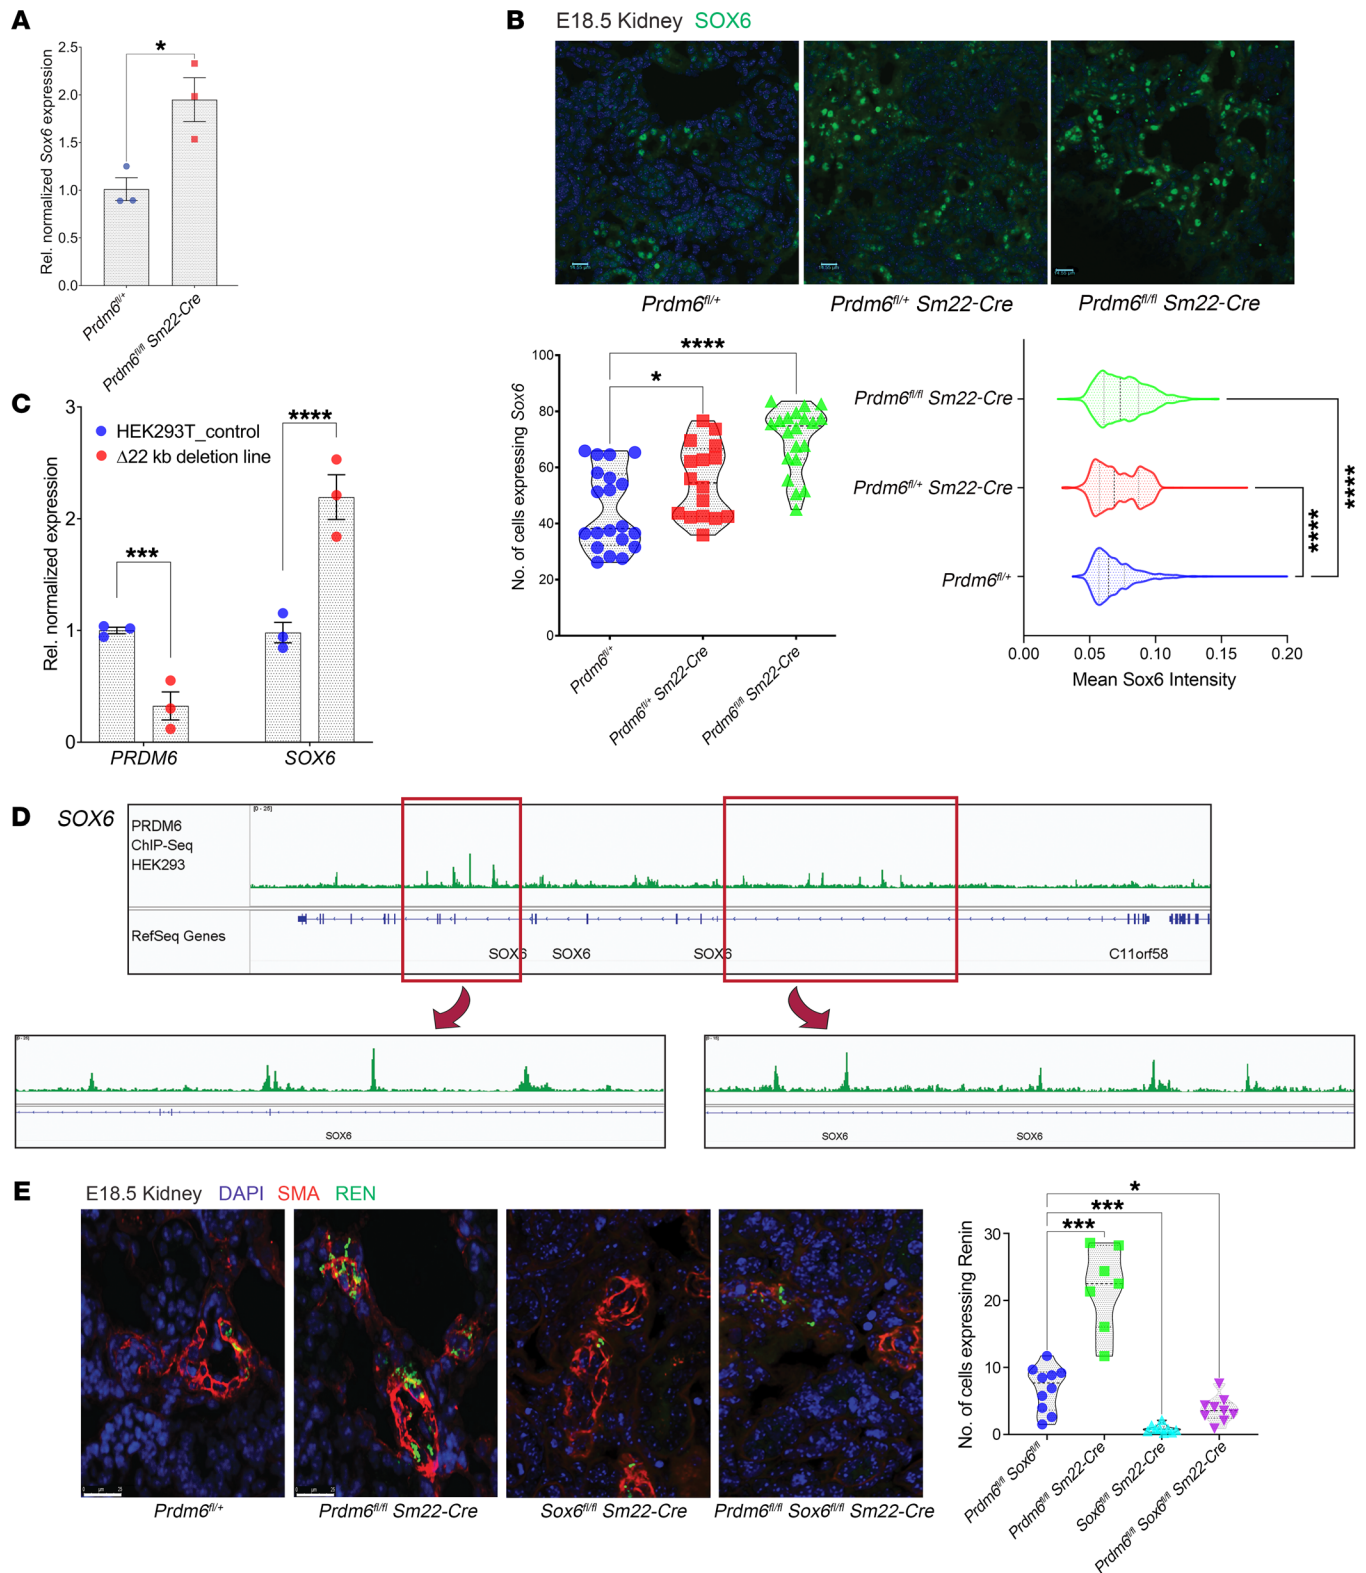 A
Rel. normalized Sox6 expression
2.5
2.0
1.5
1.0
0.5
0.0
*
Prdm6fl/+
Prdm6fl/fl Sm22-Cre
B
E18.5 Kidney SOX6
Prdm6fl/+
Prdm6fl/+ Sm22-Cre
Prdm6fl/fl Sm22-Cre
No. of cells expressing Sox6
100
80
60
40
20
0
****
*
Prdm6fl/+
Prdm6fl/+ Sm22-Cre
Prdm6fl/fl Sm22-Cre
Prdm6fl/fl Sm22-Cre
Prdm6fl/+ Sm22-Cre
Prdm6fl/+
****
****
0.00 0.05 0.10 0.15 0.20
Mean Sox6 Intensity
C
Rel. normalized expression
3
2
1
0
HEK293T_control
Δ22 kb deletion line
***
****
PRDM6
SOX6
D
SOX6
[0 - 25]
PRDM6
ChIP-Seq
HEK293
RefSeq Genes
SOX6 SOX6 SOX6 C11orf58
SOX6
SOX6 SOX6
E
E18.5 Kidney DAPI SMA REN
Prdm6fl/+
Prdm6fl/fl Sm22-Cre
Sox6fl/fl Sm22-Cre
Prdm6fl/fl Sox6fl/fl Sm22-Cre
No. of cells expressing Renin
30
20
10
0
*
***
***
Prdm6fl/fl Sox6fl/fl
Prdm6fl/fl Sm22-Cre
Sox6fl/fl Sm22-Cre
Prdm6fl/fl Sox6fl/fl Sm22-Cre